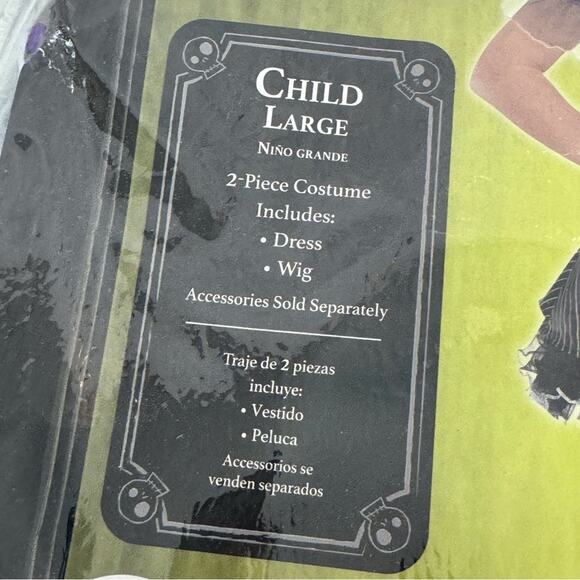 CHILD
LARGE
NIÑO GRANDE
2-Piece Costume
Includes:
• Dress
• Wig
Accessories Sold Separately
Traje de 2 piezas
incluye:
• Vestido
• Peluca
Accessorios se
venden separados